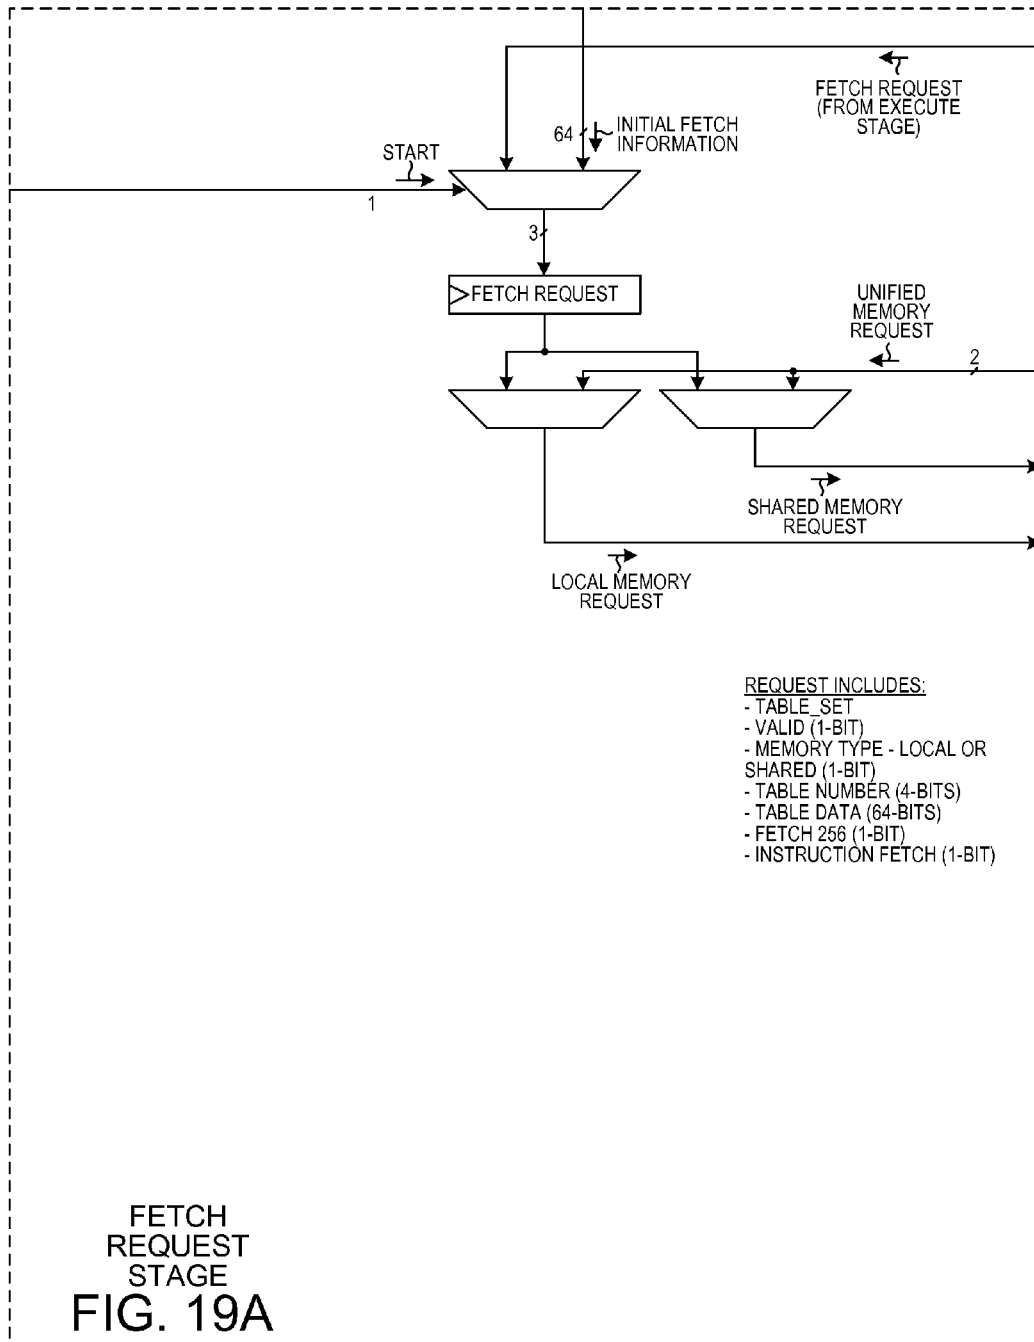 FETCH REQUEST
(FROM EXECUTE
STAGE)
64
INITIAL FETCH
INFORMATION
START
1
3
FETCH REQUEST
UNIFIED
MEMORY
REQUEST
2
SHARED MEMORY
REQUEST
LOCAL MEMORY
REQUEST
REQUEST INCLUDES:
- TABLE_SET
- VALID (1-BIT)
- MEMORY TYPE - LOCAL OR
SHARED (1-BIT)
- TABLE NUMBER (4-BITS)
- TABLE DATA (64-BITS)
- FETCH 256 (1-BIT)
- INSTRUCTION FETCH (1-BIT)
FETCH
REQUEST
STAGE
FIG. 19A